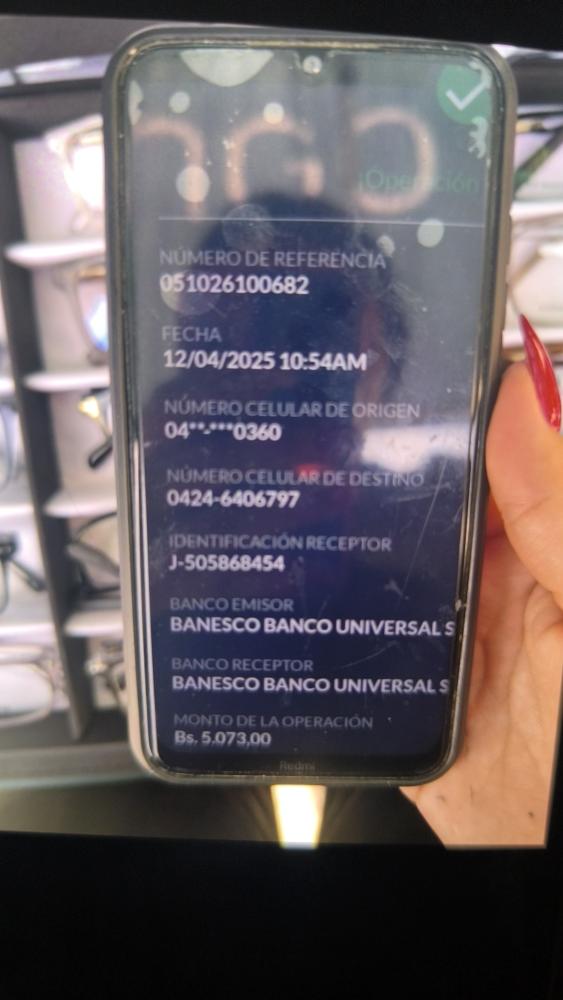 ¡Operación
NÚMERO DE REFERENCIA
051026100682
FECHA
12/04/2025 10:54AM
NÚMERO CELULAR DE ORIGEN
04**-***0360
NÚMERO CELULAR DE DESTINO
0424-6406797
IDENTIFICACIÓN RECEPTOR
J-505868454
BANCO EMISOR
BANESCO BANCO UNIVERSAL S
BANCO RECEPTOR
BANESCO BANCO UNIVERSAL S
MONTO DE LA OPERACIÓN
Bs. 5.073,00
Redmi